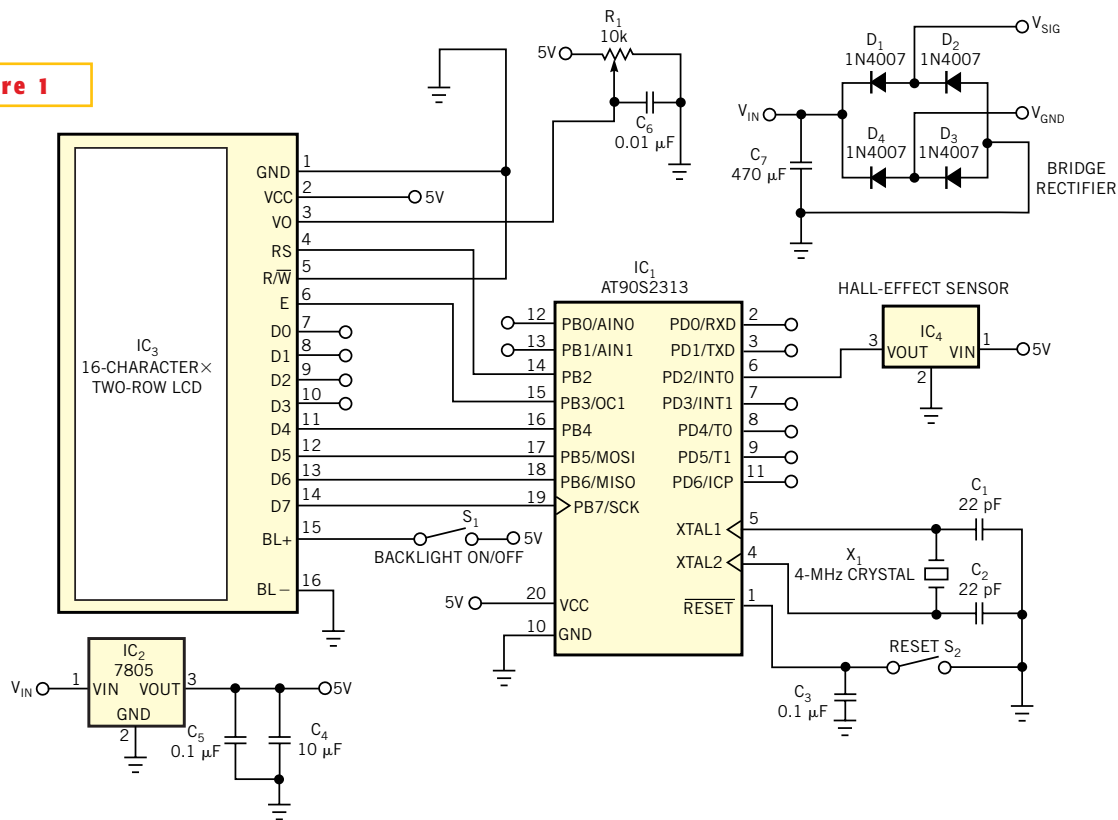 re 1
R1
10k
5V
C6
0.01 µF
VSIG
D1
1N4007
D2
1N4007
VIN
VGND
C7
470 µF
D4
1N4007
D3
1N4007
BRIDGE
RECTIFIER
IC3
16-CHARACTER×
TWO-ROW LCD
GND 1
VCC 2 5V
VO 3
RS 4
R/W 5
E 6
D0 7
D1 8
D2 9
D3 10
D4 11
D5 12
D6 13
D7 14
BL+ 15
BL− 16
S1
5V
BACKLIGHT ON/OFF
IC1
AT90S2313
12 PB0/AIN0 PD0/RXD 2
13 PB1/AIN1 PD1/TXD 3
14 PB2 PD2/INT0 6
15 PB3/OC1 PD3/INT1 7
16 PB4 PD4/T0 8
17 PB5/MOSI PD5/T1 9
18 PB6/MISO PD6/ICP 11
19 PB7/SCK
XTAL1 5
XTAL2 4
5V 20 VCC RESET 1
10 GND
HALL-EFFECT SENSOR
IC4
3 VOUT VIN 1 5V
2
C1
22 pF
X1
4-MHz CRYSTAL
C2
22 pF
RESET S2
C3
0.1 µF
IC2
7805
VIN 1 VIN VOUT 3 5V
GND
2
C5
0.1 µF
C4
10 µF